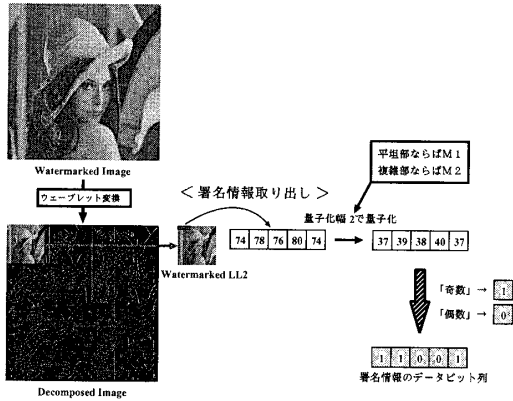 Watermarked Image
ウェーブレット変換
Decomposed Image
Watermarked LL2
＜署名情報取り出し＞
74 78 76 80 74
平坦部ならばM1
複雑部ならばM2
量子化幅2で量子化
37 39 38 40 37
「奇数」→ 1
「偶数」→ 0
1 1 0 0 1
署名情報のデータビット列